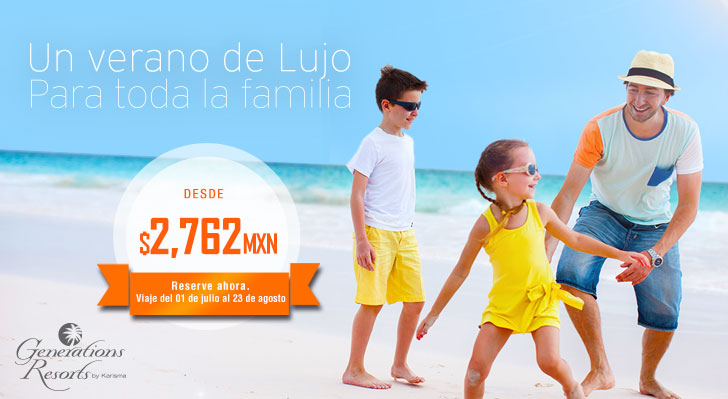 Un verano de Lujo
Para toda la familia
DESDE
$2,762MXN
Reserve ahora.
Viaje del 01 de julio al 23 de agosto
Generations
Resorts by Karisma